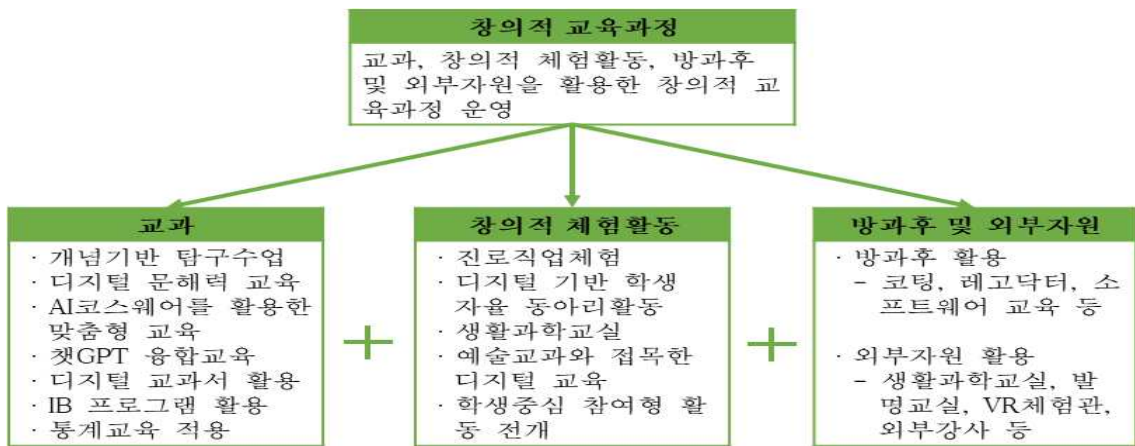 창의적 교육과정
교과, 창의적 체험활동, 방과후
및 외부자원을 활용한 창의적 교
육과정 운영
교과
· 개념기반 탐구수업
· 디지털 문해력 교육
· AI코스웨어를 활용한
맞춤형 교육
· 챗GPT 융합교육
· 디지털 교과서 활용
· IB 프로그램 활용
· 통계교육 적용
+
창의적 체험활동
· 진로직업체험
· 디지털 기반 학생
자율 동아리활동
· 생활과학교실
· 예술교과와 접목한
디지털 교육
· 학생중심 참여형 활
동 전개
+
방과후 및 외부자원
· 방과후 활용
- 코팅, 레고닥터, 소
프트웨어 교육 등
· 외부자원 활용
- 생활과학교실, 발
명교실, VR체험관,
외부강사 등